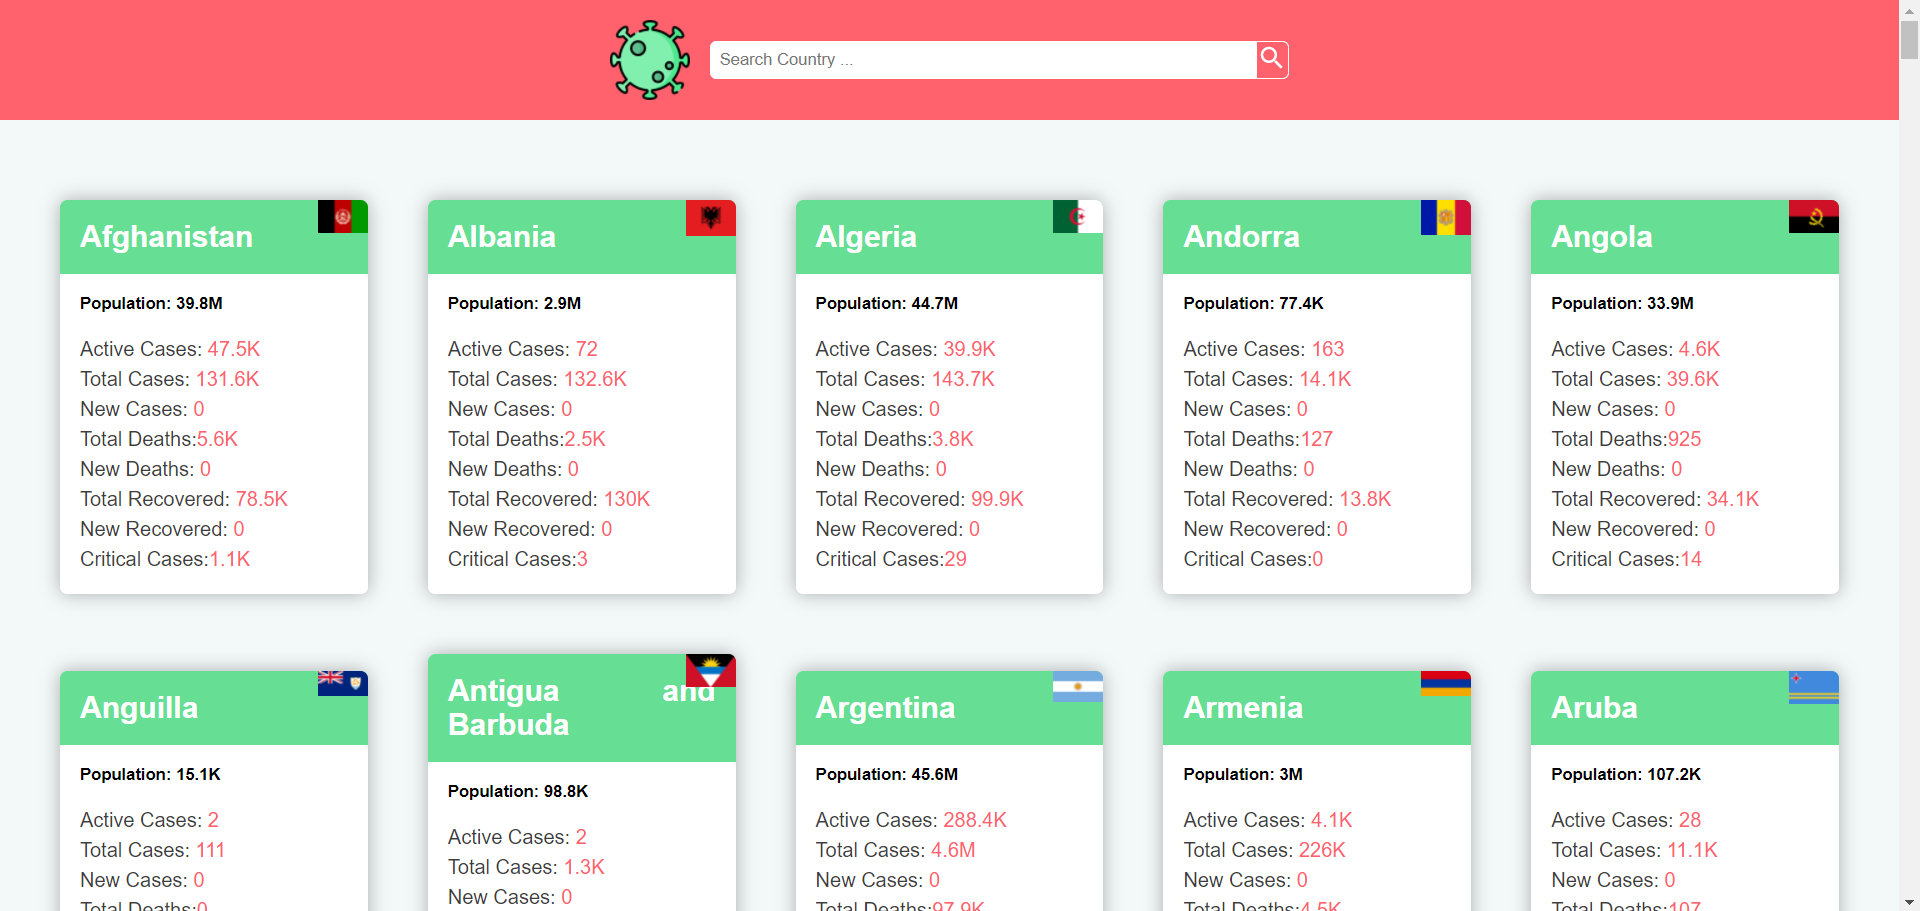 Search Country ...
Afghanistan
Population: 39.8M
Active Cases: 47.5K
Total Cases: 131.6K
New Cases: 0
Total Deaths:5.6K
New Deaths: 0
Total Recovered: 78.5K
New Recovered: 0
Critical Cases:1.1K
Albania
Population: 2.9M
Active Cases: 72
Total Cases: 132.6K
New Cases: 0
Total Deaths:2.5K
New Deaths: 0
Total Recovered: 130K
New Recovered: 0
Critical Cases:3
Algeria
Population: 44.7M
Active Cases: 39.9K
Total Cases: 143.7K
New Cases: 0
Total Deaths:3.8K
New Deaths: 0
Total Recovered: 99.9K
New Recovered: 0
Critical Cases:29
Andorra
Population: 77.4K
Active Cases: 163
Total Cases: 14.1K
New Cases: 0
Total Deaths:127
New Deaths: 0
Total Recovered: 13.8K
New Recovered: 0
Critical Cases:0
Angola
Population: 33.9M
Active Cases: 4.6K
Total Cases: 39.6K
New Cases: 0
Total Deaths:925
New Deaths: 0
Total Recovered: 34.1K
New Recovered: 0
Critical Cases:14
Anguilla
Population: 15.1K
Active Cases: 2
Total Cases: 111
New Cases: 0
Total Deaths:0
Antigua and
Barbuda
Population: 98.8K
Active Cases: 2
Total Cases: 1.3K
New Cases: 0
Argentina
Population: 45.6M
Active Cases: 288.4K
Total Cases: 4.6M
New Cases: 0
Total Deaths:97.9K
Armenia
Population: 3M
Active Cases: 4.1K
Total Cases: 226K
New Cases: 0
Total Deaths:4.5K
Aruba
Population: 107.2K
Active Cases: 28
Total Cases: 11.1K
New Cases: 0
Total Deaths:107